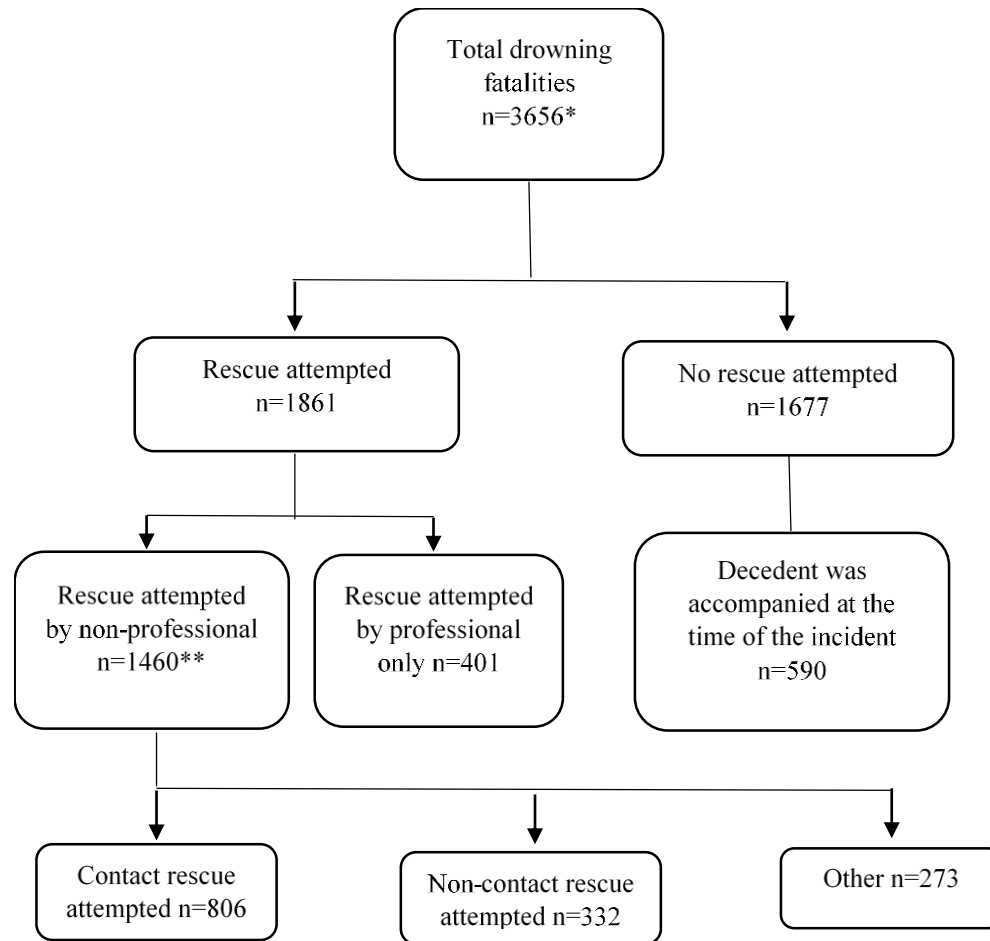 Total drowning
fatalities
n=3656*
Rescue attempted
n=1861
No rescue attempted
n=1677
Rescue attempted
by non-professional
n=1460**
Rescue attempted
by professional
only n=401
Decedent was
accompanied at the
time of the incident
n=590
Contact rescue
attempted n=806
Non-contact rescue
attempted n=332
Other n=273